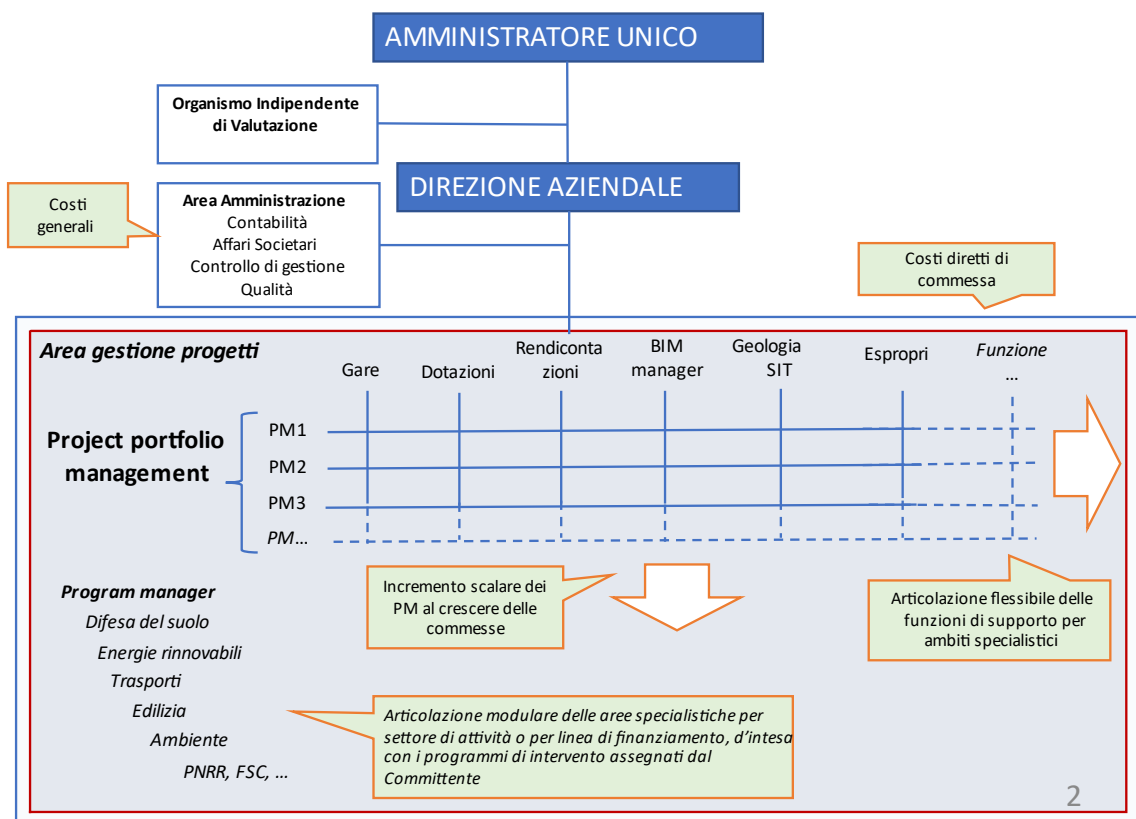 AMMINISTRATORE UNICO
Organismo Indipendente
di Valutazione
DIREZIONE AZIENDALE
Costi
generali
Area Amministrazione
Contabilità
Affari Societari
Controllo di gestione
Qualità
Costi diretti di
commessa
Area gestione progetti
Gare
Dotazioni
Rendiconta
zioni
BIM
manager
Geologia
SIT
Espropri
Funzione
...
Project portfolio
management
PM1
PM2
PM3
PM...
Incremento scalare dei
PM al crescere delle
commesse
Articolazione flessibile delle
funzioni di supporto per
ambiti specialistici
Program manager
Difesa del suolo
Energie rinnovabili
Trasporti
Edilizia
Ambiente
PNRR, FSC, ...
Articolazione modulare delle aree specialistiche per
settore di attività o per linea di finanziamento, d'intesa
con i programmi di intervento assegnati dal
Committente
2